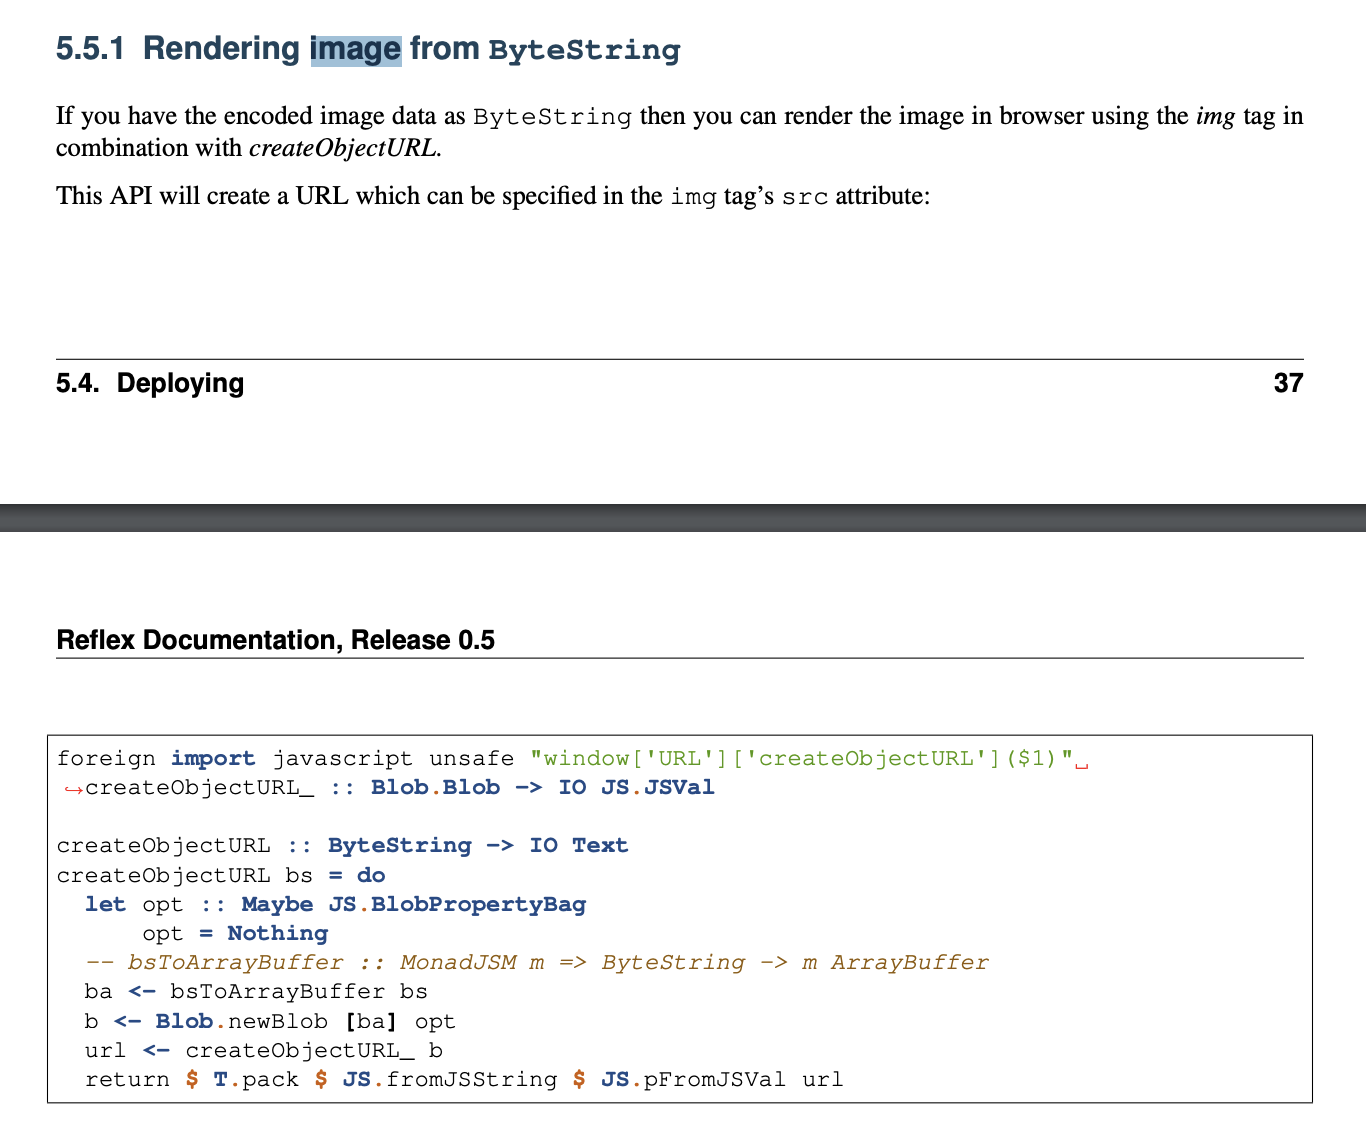 5.5.1 Rendering image from ByteString
If you have the encoded image data as ByteString then you can render the image in browser using the img tag in
combination with createObjectURL.
This API will create a URL which can be specified in the img tag's src attribute:
5.4. Deploying 37
Reflex Documentation, Release 0.5
foreign import javascript unsafe "window['URL']['createObjectURL']($1)"␣
↪createObjectURL_ :: Blob.Blob -> IO JS.JSVal
createObjectURL :: ByteString -> IO Text
createObjectURL bs = do
  let opt :: Maybe JS.BlobPropertyBag
      opt = Nothing
  -- bsToArrayBuffer :: MonadJSM m => ByteString -> m ArrayBuffer
  ba <- bsToArrayBuffer bs
  b <- Blob.newBlob [ba] opt
  url <- createObjectURL_ b
  return $ T.pack $ JS.fromJSString $ JS.pFromJSVal url